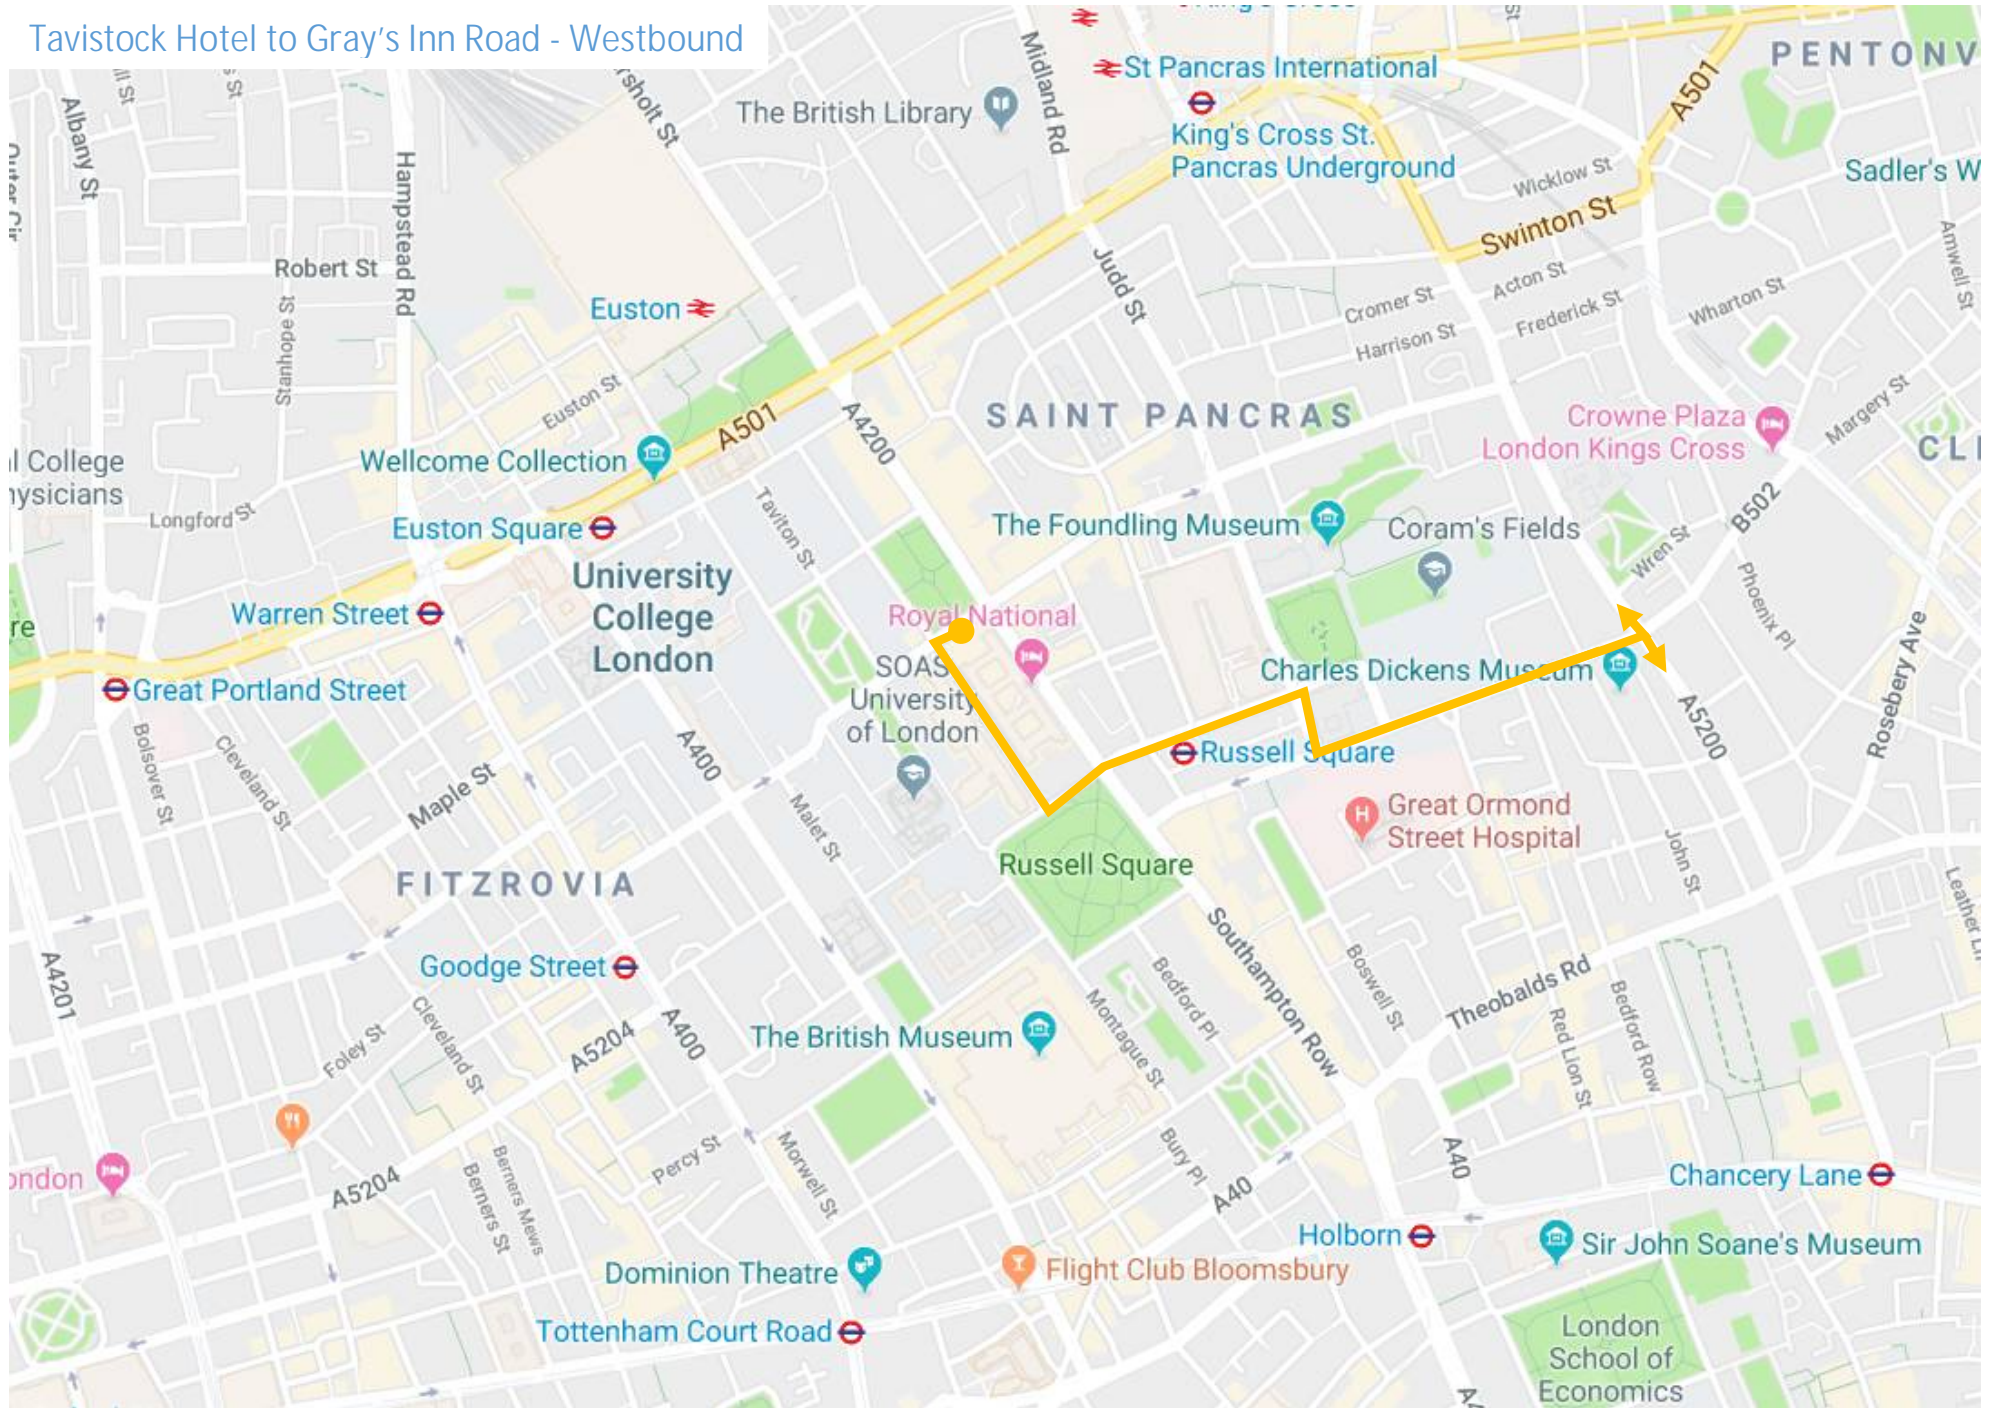 Tavistock Hotel to Gray's Inn Road - Westbound
St Pancras International
King's Cross St.
Pancras Underground
The British Library
Midland Rd
A501
PENTONV
Sadler's W
Albany St
Hampstead Rd
Robert St
Stanhope St
Euston
Euston St
Judd St
Wicklow St
Swinton St
Acton St
Cromer St
Frederick St
Harrison St
Wharton St
Amwell St
Margery St
A501
A4200
SAINT PANCRAS
Crowne Plaza
London Kings Cross
CLE
l College
hysicians
Wellcome Collection
Longford St
Euston Square
Taviton St
The Foundling Museum
Coram's Fields
B502
Wren St
Phoenix Pl
University
College
London
Warren Street
Royal National
SOAS
University
of London
Charles Dickens Museum
Great Portland Street
re
Rosebery Ave
A5200
Bolsover St
Cleveland St
Maple St
A400
Malet St
Russell Square
Great Ormond
Street Hospital
John St
Russell Square
FITZROVIA
Leather Ln
A4201
Goodge Street
Southampton Row
Boswell St
Theobalds Rd
Bedford Pl
Montague St
Red Lion St
Bedford Row
Foley St
Cleveland St
A5204
A400
The British Museum
Percy St
Morwell St
Bury Pl
A40
A40
Chancery Lane
ondon
A5204
Berners St
Berners Mews
Holborn
Sir John Soane's Museum
Dominion Theatre
Flight Club Bloomsbury
Tottenham Court Road
London
School of
Economics